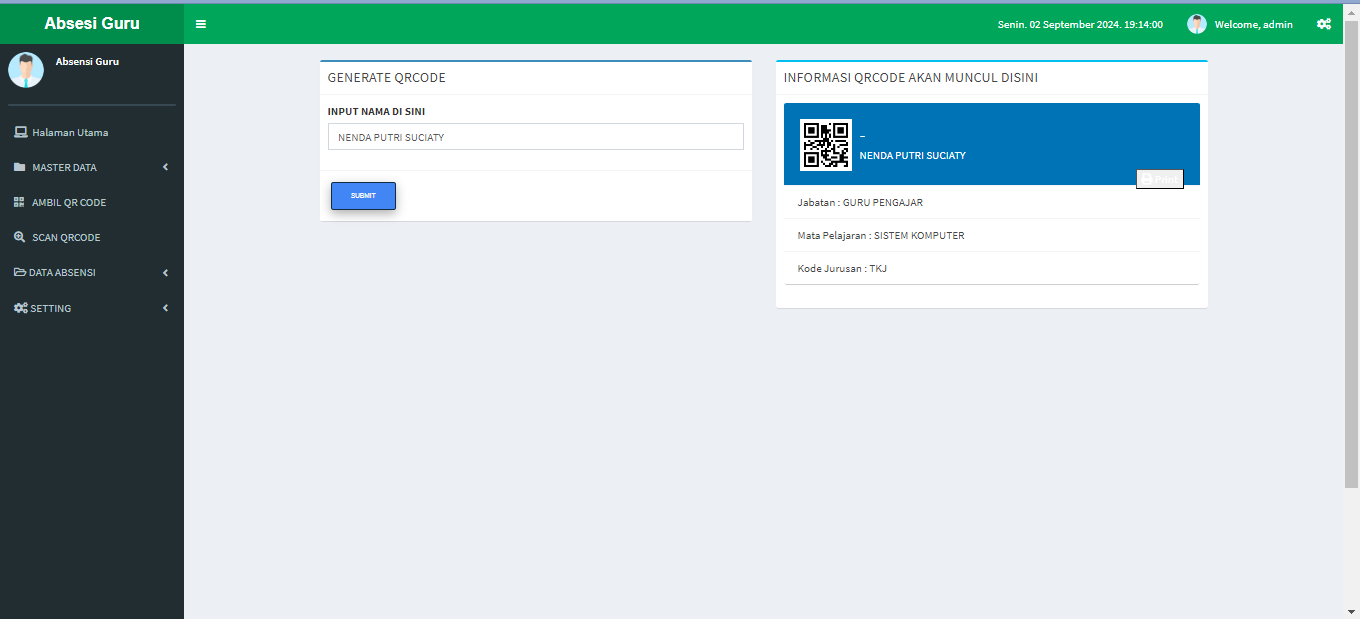 Absesi Guru
Senin. 02 September 2024. 19:14:00
Welcome, admin
Absensi Guru
Halaman Utama
MASTER DATA
AMBIL QR CODE
SCAN QRCODE
DATA ABSENSI
SETTING
GENERATE QRCODE
INPUT NAMA DI SINI
NENDA PUTRI SUCIATY
SUBMIT
INFORMASI QRCODE AKAN MUNCUL DISINI
–
NENDA PUTRI SUCIATY
Print
Jabatan : GURU PENGAJAR
Mata Pelajaran : SISTEM KOMPUTER
Kode Jurusan : TKJ